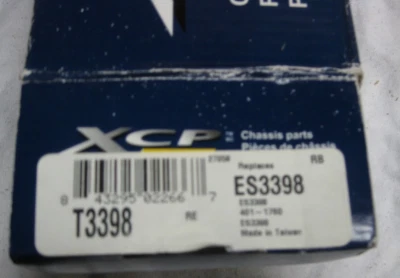 XCP
Chassis parts
Pièces de châssis
2705M
Replaces RB
ES3398
ES3398
401-1760
ES3398
Made in Taiwan
8 43295 02266 7
T3398 RE